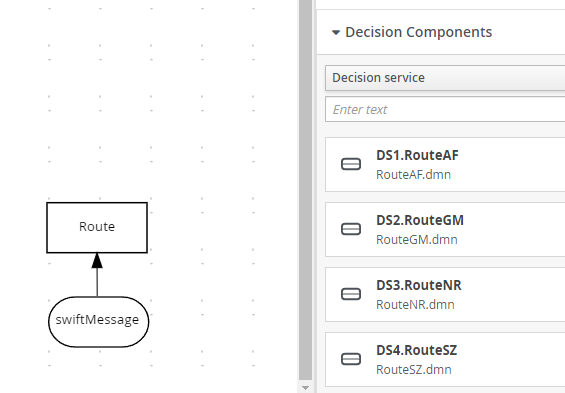 Route
swiftMessage
Decision Components
Decision service
Enter text
DS1.RouteAF
RouteAF.dmn
DS2.RouteGM
RouteGM.dmn
DS3.RouteNR
RouteNR.dmn
DS4.RouteSZ
RouteSZ.dmn